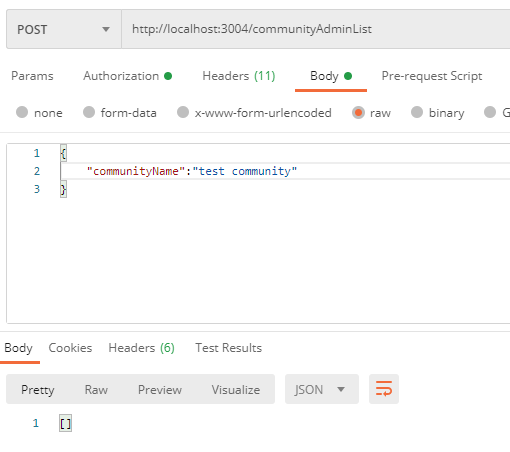 POST http://localhost:3004/communityAdminList
Params Authorization Headers (11) Body Pre-request Script
none form-data x-www-form-urlencoded raw binary G
1 {
2 "communityName":"test community"
3 }
Body Cookies Headers (6) Test Results
Pretty Raw Preview Visualize JSON
1 []